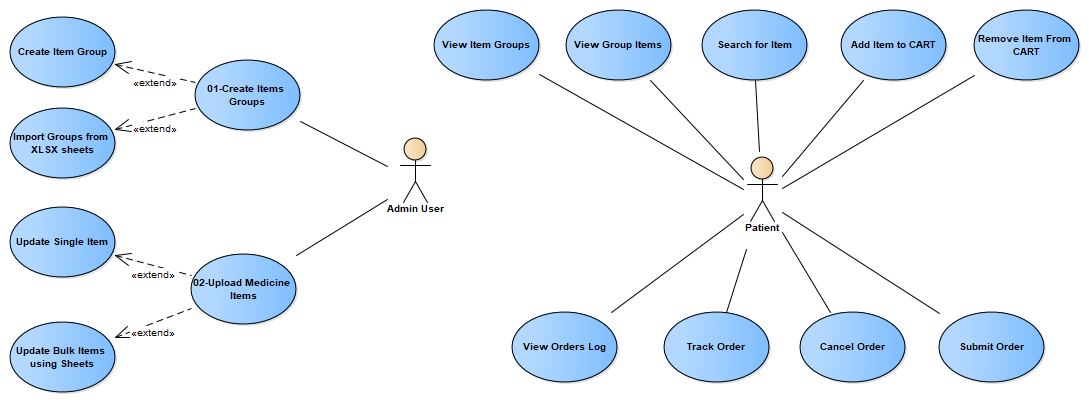 Create Item Group
«extend»
01-Create Items
Groups
«extend»
Import Groups from
XLSX sheets
Admin User
Update Single Item
«extend»
02-Upload Medicine
Items
«extend»
Update Bulk Items
using Sheets
View Item Groups
View Group Items
Search for Item
Add Item to CART
Remove Item From
CART
Patient
View Orders Log
Track Order
Cancel Order
Submit Order